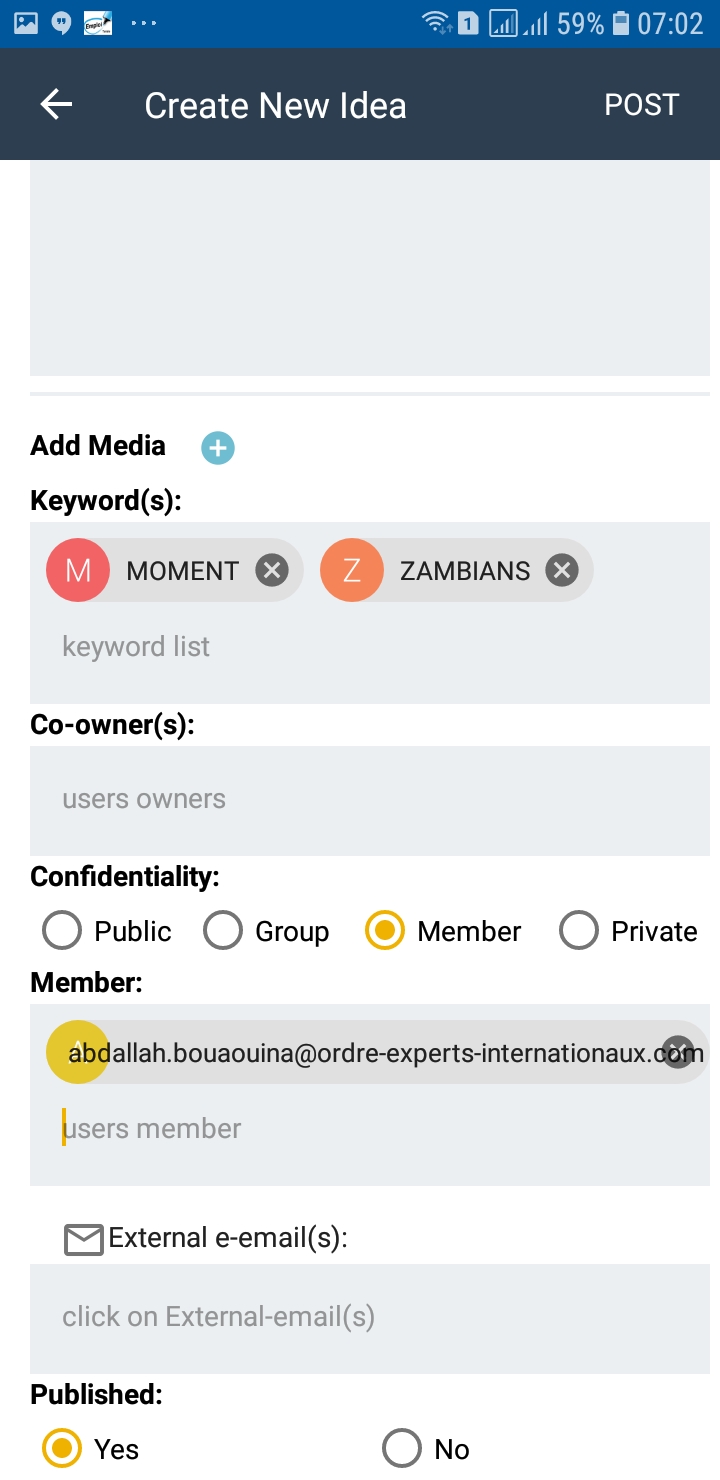 1 59% 07:02
Create New Idea POST
Add Media
Keyword(s):
M MOMENT Z ZAMBIANS
keyword list
Co-owner(s):
users owners
Confidentiality:
Public Group Member Private
Member:
A abdallah.bouaouina@ordre-experts-internationaux.com
users member
External e-email(s):
click on External-email(s)
Published:
Yes No